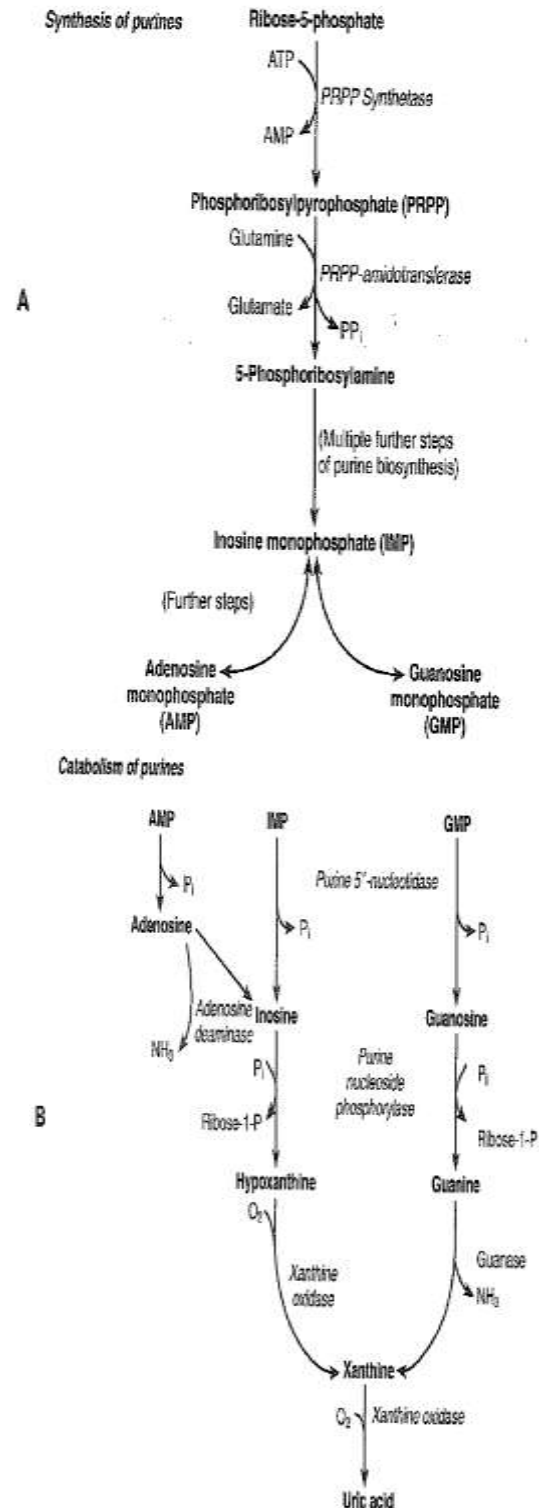 Synthesis of purines
Ribose-5-phosphate
ATP
PRPP Synthetase
AMP
Phosphoribosylpyrophosphate (PRPP)
Glutamine
PRPP-amidotransferase
A
Glutamate
PPi
5-Phosphoribosylamine
(Multiple further steps
of purine biosynthesis)
Inosine monophosphate (IMP)
(Further steps)
Adenosine
monophosphate
(AMP)
Guanosine
monophosphate
(GMP)
Catabolism of purines
AMP
IMP
GMP
Purine 5'-nucleotidase
Pi
Pi
Pi
Adenosine
Adenosine
deaminase
Inosine
Guanosine
NH3
Pi
Purine
nucleoside
phosphorylase
Pi
B
Ribose-1-P
Ribose-1-P
Hypoxanthine
Guanine
O2
Xanthine
oxidase
Guanase
NH3
Xanthine
O2
Xanthine oxidase
Uric acid